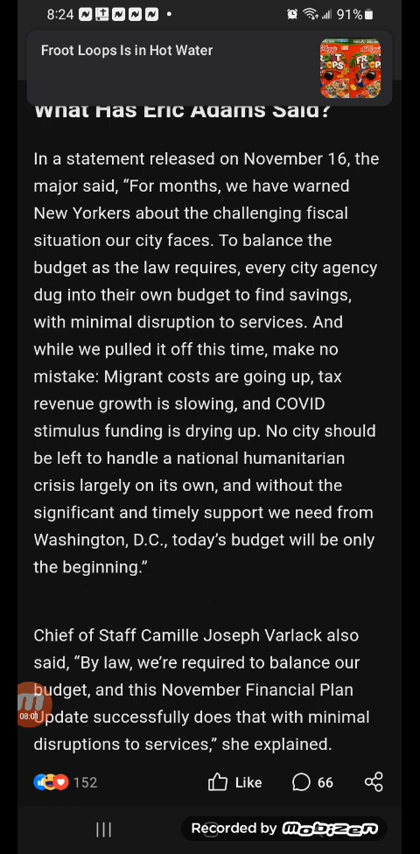 8:24
91%
Froot Loops Is in Hot Water
What Has Eric Adams Said?
In a statement released on November 16, the
major said, “For months, we have warned
New Yorkers about the challenging fiscal
situation our city faces. To balance the
budget as the law requires, every city agency
dug into their own budget to find savings,
with minimal disruption to services. And
while we pulled it off this time, make no
mistake: Migrant costs are going up, tax
revenue growth is slowing, and COVID
stimulus funding is drying up. No city should
be left to handle a national humanitarian
crisis largely on its own, and without the
significant and timely support we need from
Washington, D.C., today’s budget will be only
the beginning.”
Chief of Staff Camille Joseph Varlack also
said, “By law, we’re required to balance our
budget, and this November Financial Plan
Update successfully does that with minimal
disruptions to services,” she explained.
08:01
152
Like
66
Recorded by mobizen